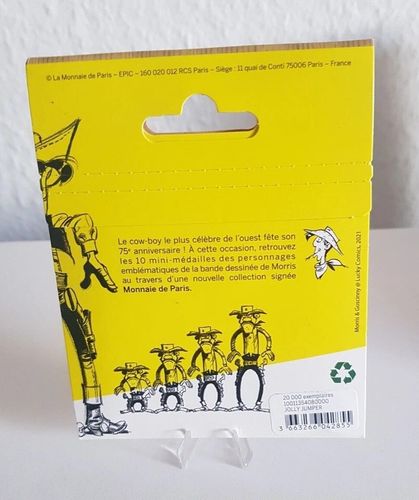 © La Monnaie de Paris – EPIC – 160 020 012 RCS Paris – Siège : 11 quai de Conti 75006 Paris – France
Le cow-boy le plus célèbre de l'ouest fête son
75e anniversaire ! À cette occasion, retrouvez
les 10 mini-médailles des personnages
emblématiques de la bande dessinée de Morris
au travers d'une nouvelle collection signée
Monnaie de Paris.
Morris & Goscinny @ Lucky Comics, 2021
20 000 exemplaires
10011354080000
JOLLY JUMPER
3 663266 042855